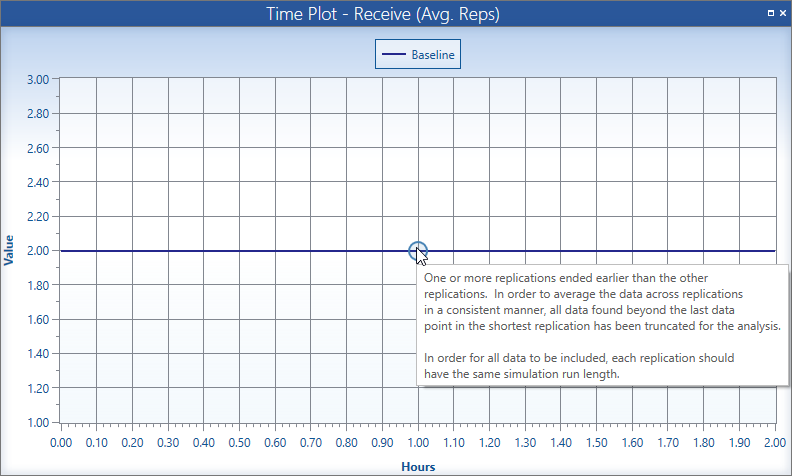 Time Plot - Receive (Avg. Reps)
Baseline
3.00
2.80
2.60
2.40
2.20
2.00
1.80
1.60
1.40
1.20
1.00
Value
One or more replications ended earlier than the other
replications.  In order to average the data across replications
in a consistent manner, all data found beyond the last data
point in the shortest replication has been truncated for the analysis.
In order for all data to be included, each replication should
have the same simulation run length.
0.00 0.10 0.20 0.30 0.40 0.50 0.60 0.70 0.80 0.90 1.00 1.10 1.20 1.30 1.40 1.50 1.60 1.70 1.80 1.90 2.00
Hours